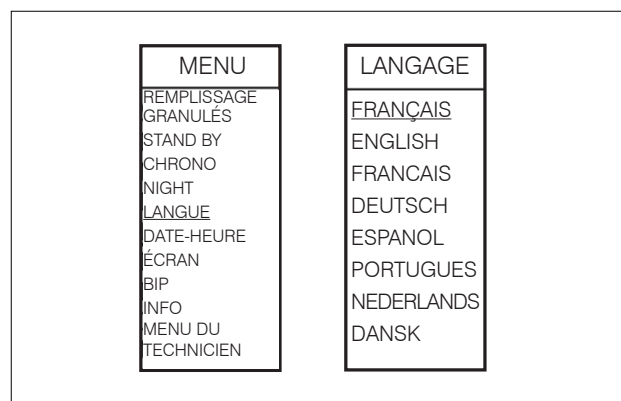 MENU
REMPLISSAGE
GRANULÉS
STAND BY
CHRONO
NIGHT
LANGUE
DATE-HEURE
ÉCRAN
BIP
INFO
MENU DU
TECHNICIEN
LANGAGE
FRANÇAIS
ENGLISH
FRANCAIS
DEUTSCH
ESPANOL
PORTUGUES
NEDERLANDS
DANSK